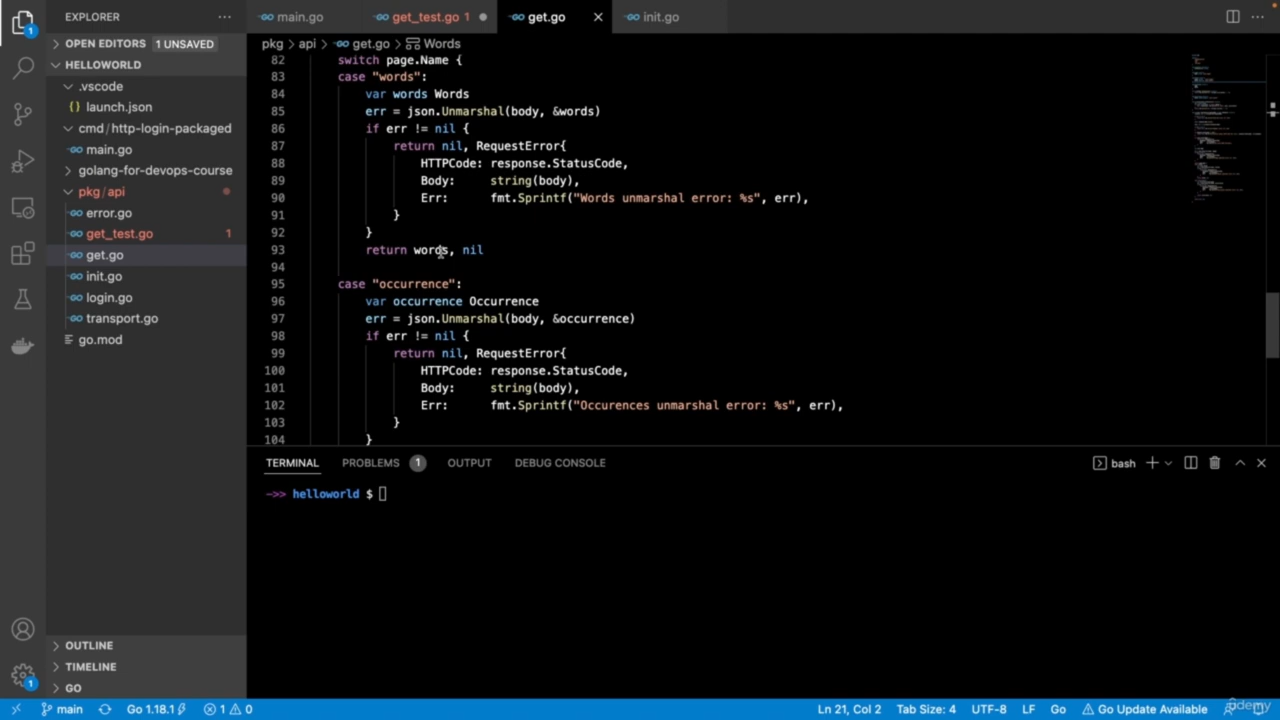 EXPLORER ...
main.go
get_test.go 1
get.go
init.go
...
OPEN EDITORS 1 UNSAVED
HELLOWORLD
.vscode
{} launch.json
cmd/http-login-packaged
main.go
golang-for-devops-course
pkg/api
error.go
get_test.go 1
get.go
init.go
login.go
transport.go
go.mod
OUTLINE
TIMELINE
GO
pkg > api > get.go > Words
82 switch page.Name {
83 case "words":
84 var words Words
85 err = json.Unmarshal(body, &words)
86 if err != nil {
87 return nil, RequestError{
88 HTTPCode: response.StatusCode,
89 Body: string(body),
90 Err: fmt.Sprintf("Words unmarshal error: %s", err),
91 }
92 }
93 return words, nil
94
95 case "occurrence":
96 var occurrence Occurrence
97 err = json.Unmarshal(body, &occurrence)
98 if err != nil {
99 return nil, RequestError{
100 HTTPCode: response.StatusCode,
101 Body: string(body),
102 Err: fmt.Sprintf("Occurences unmarshal error: %s", err),
103 }
104 }
TERMINAL PROBLEMS 1 OUTPUT DEBUG CONSOLE
bash
->> helloworld $
1
1
main Go 1.18.1 1 0 Ln 21, Col 2 Tab Size: 4 UTF-8 LF Go Go Update Available
udemy